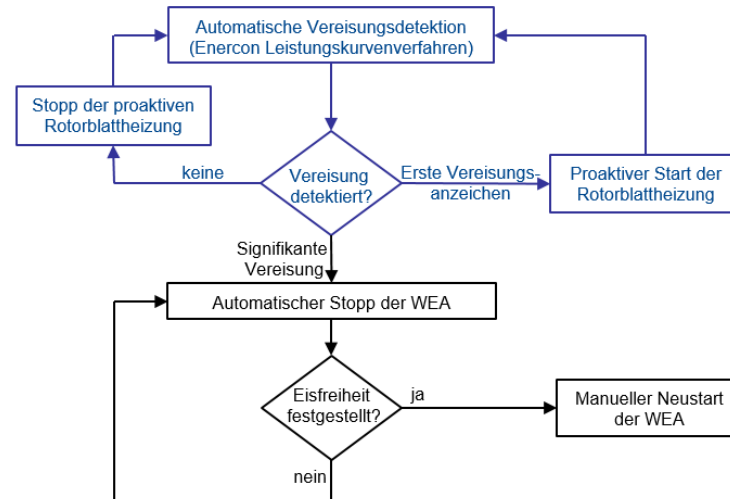 Automatische Vereisungsdetektion
(Enercon Leistungskurvenverfahren)
Stopp der proaktiven
Rotorblattheizung
keine
Vereisung
detektiert?
Erste Vereisungs-
anzeichen
Proaktiver Start der
Rotorblattheizung
Signifikante
Vereisung
Automatischer Stopp der WEA
Eisfreiheit
festgestellt?
ja
Manueller Neustart
der WEA
nein